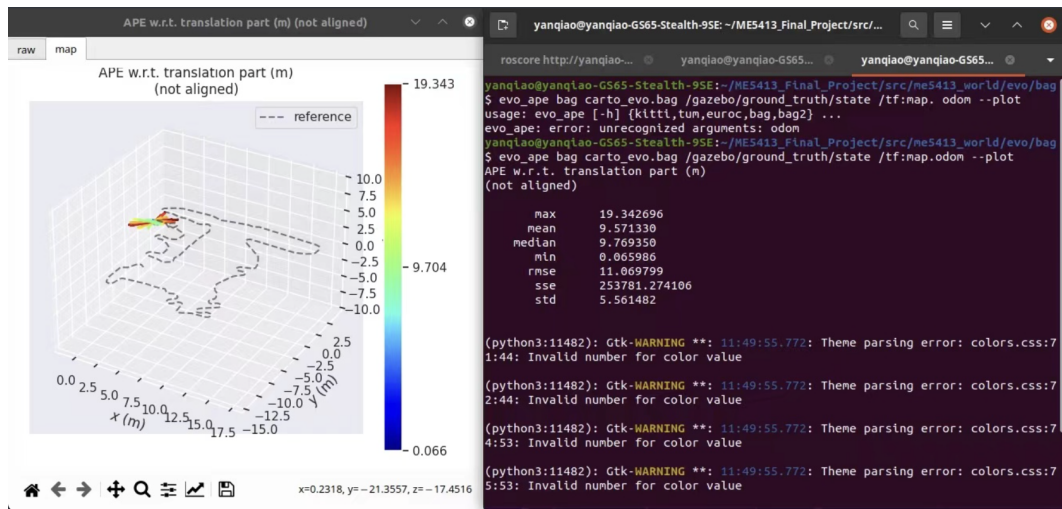 APE w.r.t. translation part (m) (not aligned)
raw map
APE w.r.t. translation part (m)
(not aligned)
reference
19.343
9.704
0.066
10.0
7.5
5.0
2.5
0.0
−2.5
−5.0
−7.5
−10.0
2.5
0.0
−2.5
−5.0
−7.5
−10.0
−12.5
−15.0
y (m)
0.0 2.5 5.0 7.5 10.0 12.5 15.0 17.5
x (m)
x=0.2318, y=−21.3557, z=−17.4516
yanqiao@yanqiao-GS65-Stealth-9SE: ~/ME5413_Final_Project/src/...
roscore http://yanqiao-... yanqiao@yanqiao-GS65... yanqiao@yanqiao-GS65...
yanqiao@yanqiao-GS65-Stealth-9SE:~/ME5413_Final_Project/src/me5413_world/evo/bag
$ evo_ape bag carto_evo.bag /gazebo/ground_truth/state /tf:map. odom --plot
usage: evo_ape [-h] {kitti,tum,euroc,bag,bag2} ...
evo_ape: error: unrecognized arguments: odom
yanqiao@yanqiao-GS65-Stealth-9SE:~/ME5413_Final_Project/src/me5413_world/evo/bag
$ evo_ape bag carto_evo.bag /gazebo/ground_truth/state /tf:map.odom --plot
APE w.r.t. translation part (m)
(not aligned)
max 19.342696
mean 9.571330
median 9.769350
min 0.065986
rmse 11.069799
sse 253781.274106
std 5.561482
(python3:11482): Gtk-WARNING **: 11:49:55.772: Theme parsing error: colors.css:7
1:44: Invalid number for color value
(python3:11482): Gtk-WARNING **: 11:49:55.772: Theme parsing error: colors.css:7
2:44: Invalid number for color value
(python3:11482): Gtk-WARNING **: 11:49:55.772: Theme parsing error: colors.css:7
4:53: Invalid number for color value
(python3:11482): Gtk-WARNING **: 11:49:55.772: Theme parsing error: colors.css:7
5:53: Invalid number for color value